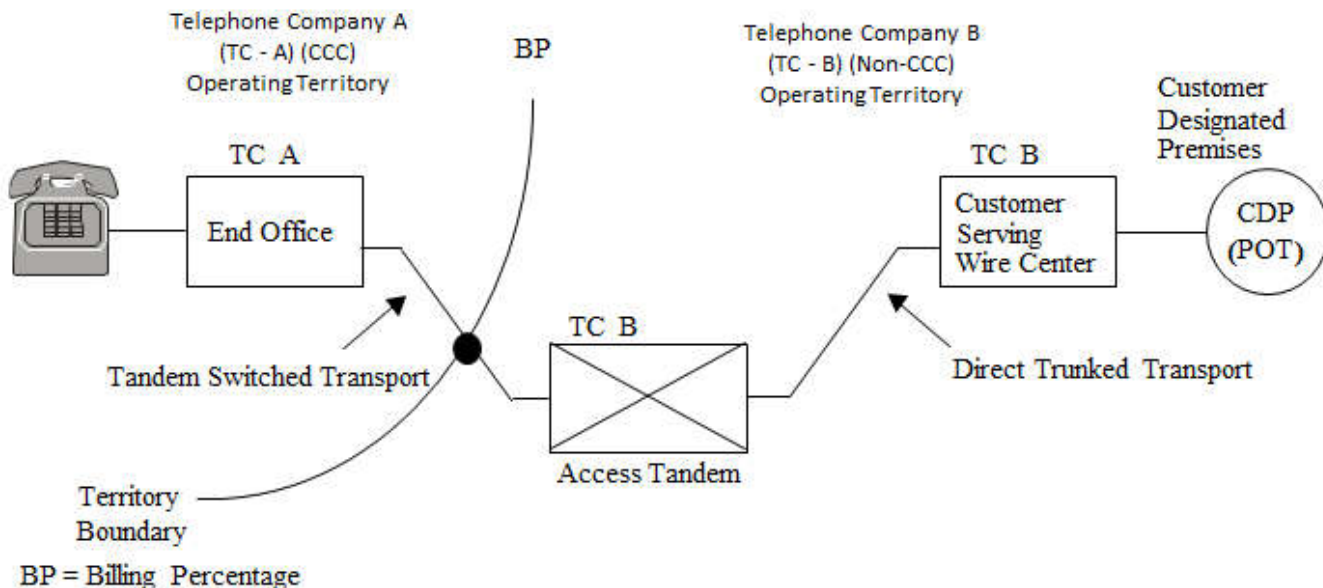 Telephone Company A
(TC - A) (CCC)
Operating Territory
BP
Telephone Company B
(TC - B) (Non-CCC)
Operating Territory
Customer
Designated
Premises
TC A
End Office
TC B
Customer
Serving
Wire Center
CDP
(POT)
Tandem Switched Transport
TC B
Access Tandem
Direct Trunked Transport
Territory
Boundary
BP = Billing Percentage